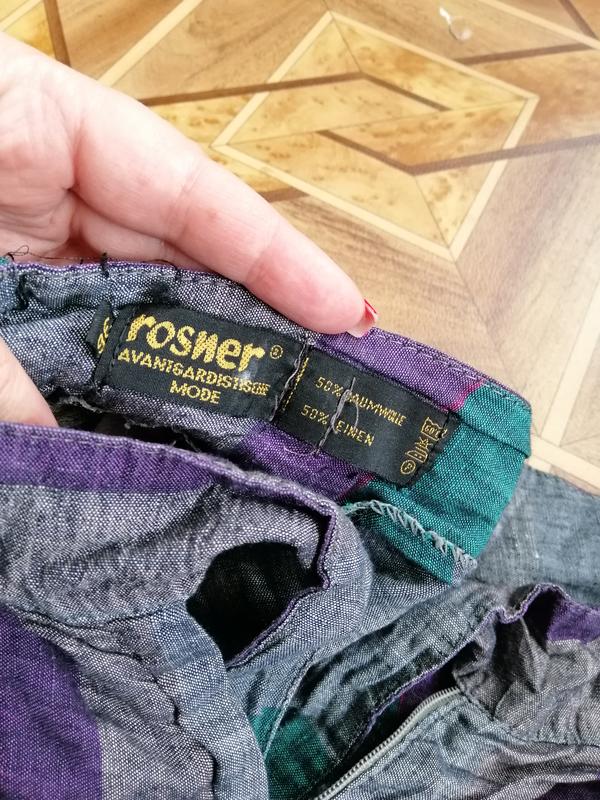 rosner®
AVANTGARDISTISCHE
MODE
50% BAUMWOLLE
50% LEINEN